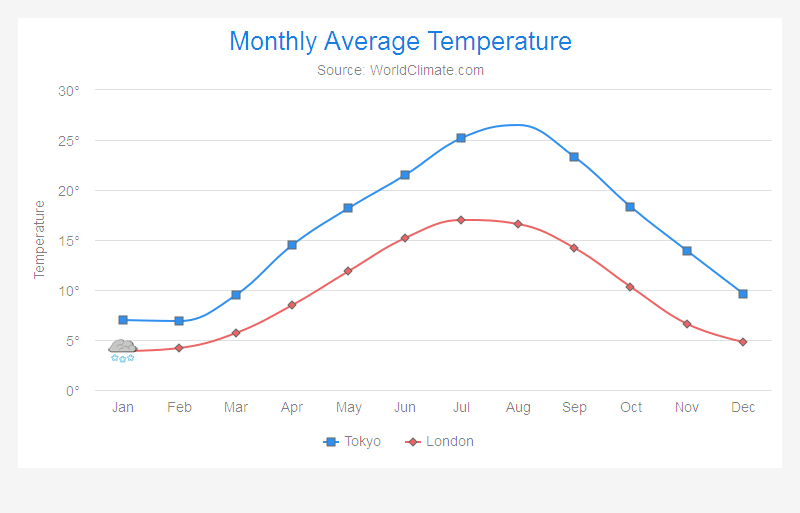 Monthly Average Temperature
Source: WorldClimate.com
Temperature
30°
25°
20°
15°
10°
5°
0°
Jan Feb Mar Apr May Jun Jul Aug Sep Oct Nov Dec
Tokyo London